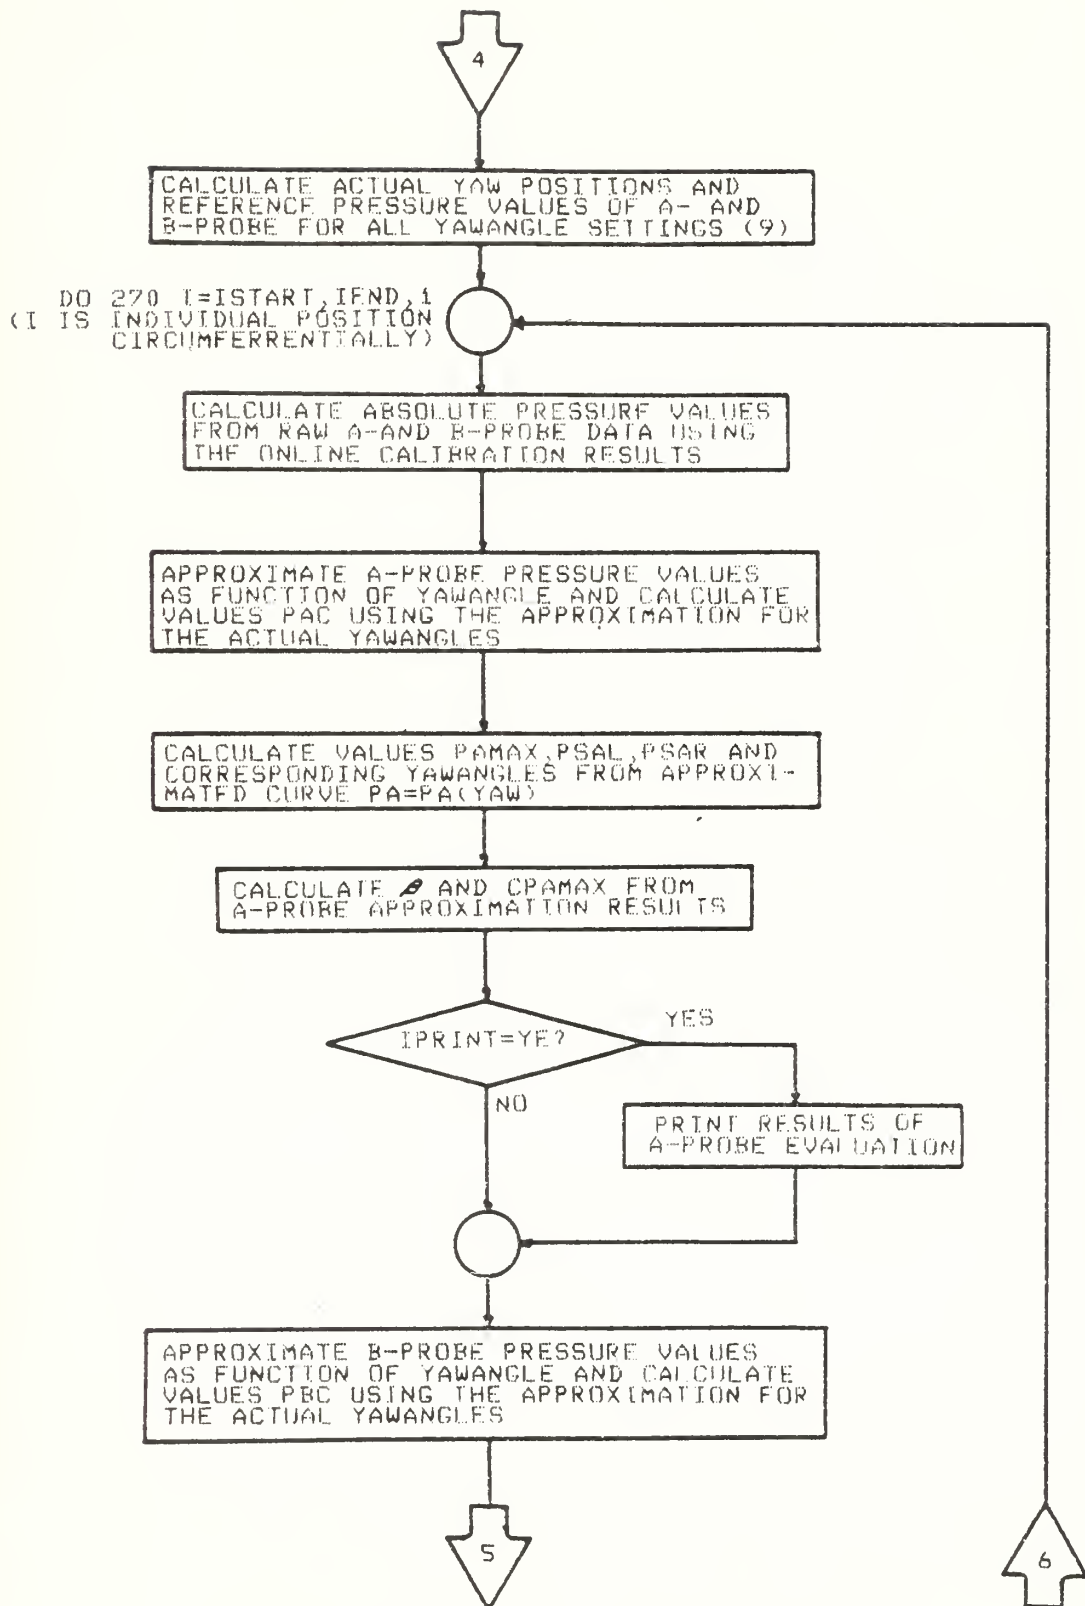 4
CALCULATE ACTUAL YAW POSITIONS AND
REFERENCE PRESSURE VALUES OF A- AND
B-PROBE FOR ALL YAWANGLE SETTINGS (9)
DO 270 I=ISTART,IEND,1
(I IS INDIVIDUAL POSITION
CIRCUMFERRENTIALLY)
CALCULATE ABSOLUTE PRESSURE VALUES
FROM RAW A-AND B-PROBE DATA USING
THE ONLINE CALIBRATION RESULTS
APPROXIMATE A-PROBE PRESSURE VALUES
AS FUNCTION OF YAWANGLE AND CALCULATE
VALUES PAC USING THE APPROXIMATION FOR
THE ACTUAL YAWANGLES
CALCULATE VALUES PAMAX,PSAL,PSAR AND
CORRESPONDING YAWANGLES FROM APPROXI-
MATED CURVE PA=PA(YAW)
CALCULATE β AND CPAMAX FROM
A-PROBE APPROXIMATION RESULTS
IPRINT=YE?
YES
NO
PRINT RESULTS OF
A-PROBE EVALUATION
APPROXIMATE B-PROBE PRESSURE VALUES
AS FUNCTION OF YAWANGLE AND CALCULATE
VALUES PBC USING THE APPROXIMATION FOR
THE ACTUAL YAWANGLES
5
6